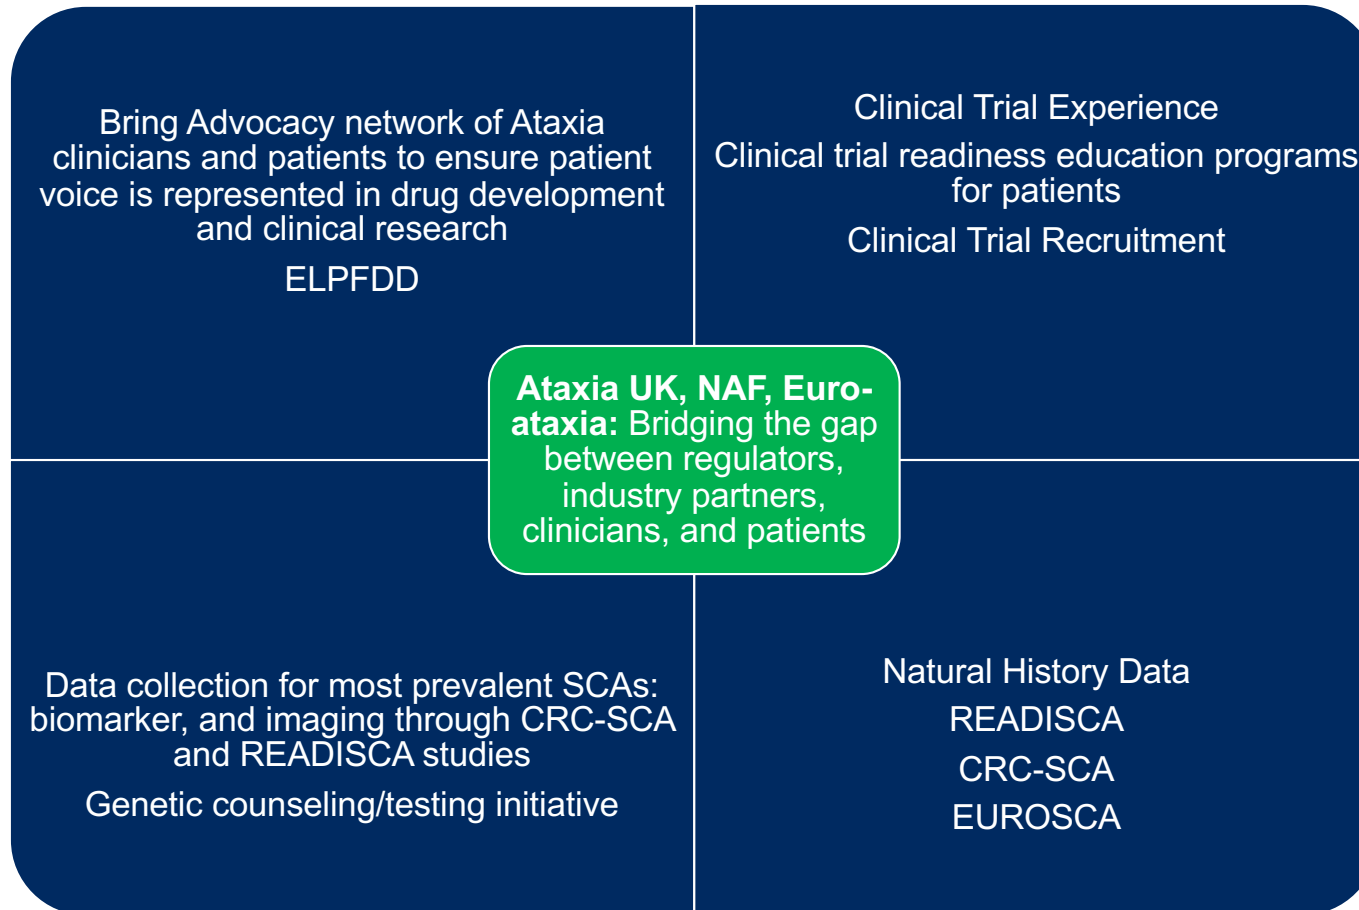 Bring Advocacy network of Ataxia
clinicians and patients to ensure patient
voice is represented in drug development
and clinical research
ELPFDD
Clinical Trial Experience
Clinical trial readiness education programs
for patients
Clinical Trial Recruitment
Ataxia UK, NAF, Euro-
ataxia: Bridging the gap
between regulators,
industry partners,
clinicians, and patients
Data collection for most prevalent SCAs:
biomarker, and imaging through CRC-SCA
and READISCA studies
Genetic counseling/testing initiative
Natural History Data
READISCA
CRC-SCA
EUROSCA